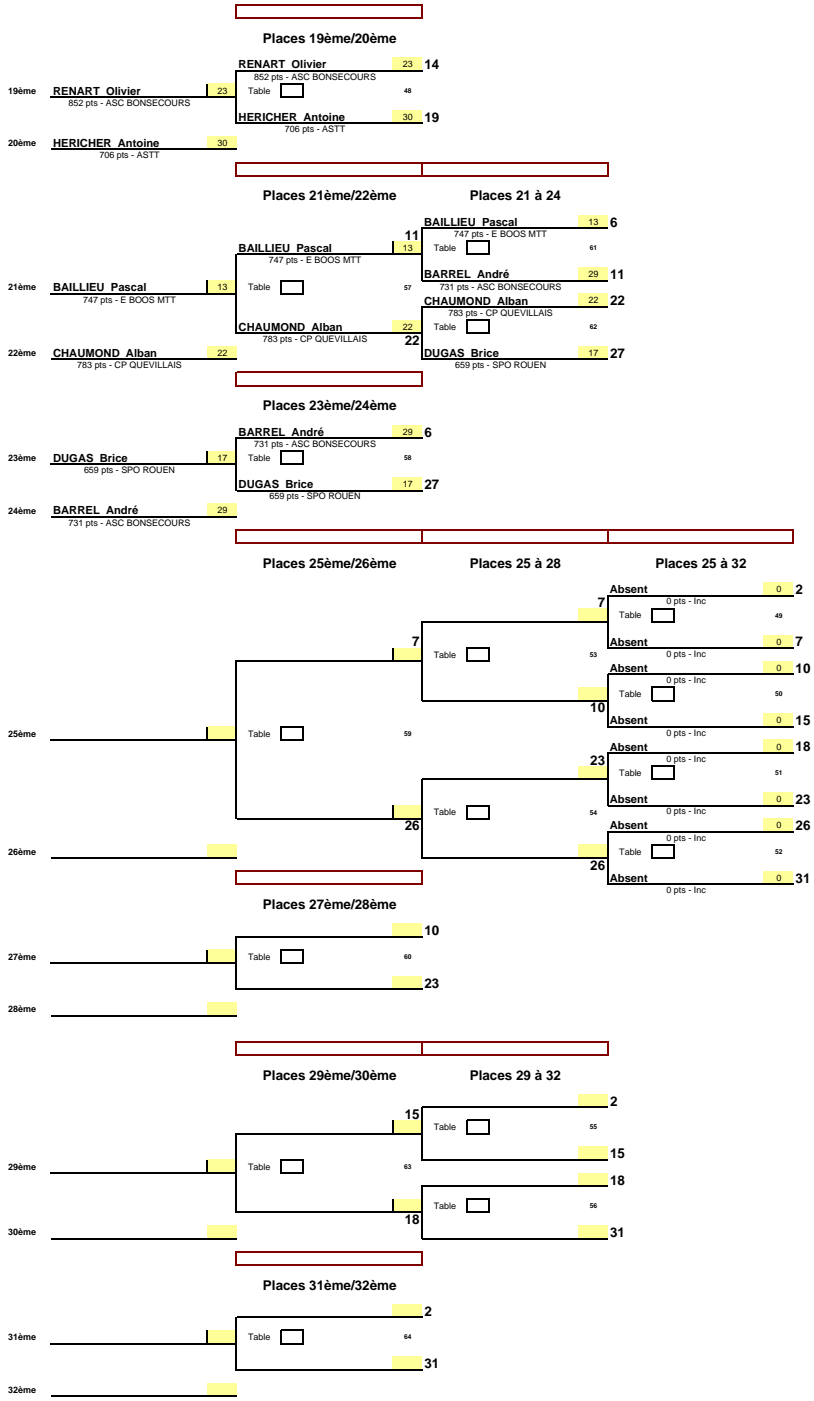 Places 19ème/20ème
RENART Olivier 23 14
852 pts - ASC BONSECOURS
19ème RENART Olivier 23 Table 48
852 pts - ASC BONSECOURS
HERICHER Antoine 30 19
706 pts - ASTT
20ème HERICHER Antoine 30
706 pts - ASTT
Places 21ème/22ème Places 21 à 24
BAILLIEU Pascal 13 6
747 pts - E BOOS MTT
11
BAILLIEU Pascal 13 Table 61
747 pts - E BOOS MTT
BARREL André 29 11
731 pts - ASC BONSECOURS
21ème BAILLIEU Pascal 13 Table 57
747 pts - E BOOS MTT
CHAUMOND Alban 22 22
783 pts - CP QUEVILLAIS
CHAUMOND Alban 22 Table 62
783 pts - CP QUEVILLAIS
22
22ème CHAUMOND Alban 22 DUGAS Brice 17 27
783 pts - CP QUEVILLAIS 659 pts - SPO ROUEN
Places 23ème/24ème
BARREL André 29 6
731 pts - ASC BONSECOURS
23ème DUGAS Brice 17 Table 58
659 pts - SPO ROUEN
DUGAS Brice 17 27
659 pts - SPO ROUEN
24ème BARREL André 29
731 pts - ASC BONSECOURS
Places 25ème/26ème Places 25 à 28 Places 25 à 32
Absent 0 2
0 pts - Inc
7
Table 49
Absent 0 7
0 pts - Inc
7 Table 53
Absent 0 10
0 pts - Inc
Table 50
10
Absent 0 15
0 pts - Inc
25ème Table 59
Absent 0 18
0 pts - Inc
23
Table 51
Absent 0 23
0 pts - Inc
Table 54
26
Absent 0 26
0 pts - Inc
26ème Table 52
26
Absent 0 31
0 pts - Inc
Places 27ème/28ème
10
27ème Table 60
23
28ème
Places 29ème/30ème Places 29 à 32
2
15
Table 55
15
29ème Table 63
18
Table 56
18
30ème 31
Places 31ème/32ème
2
31ème Table 64
31
32ème